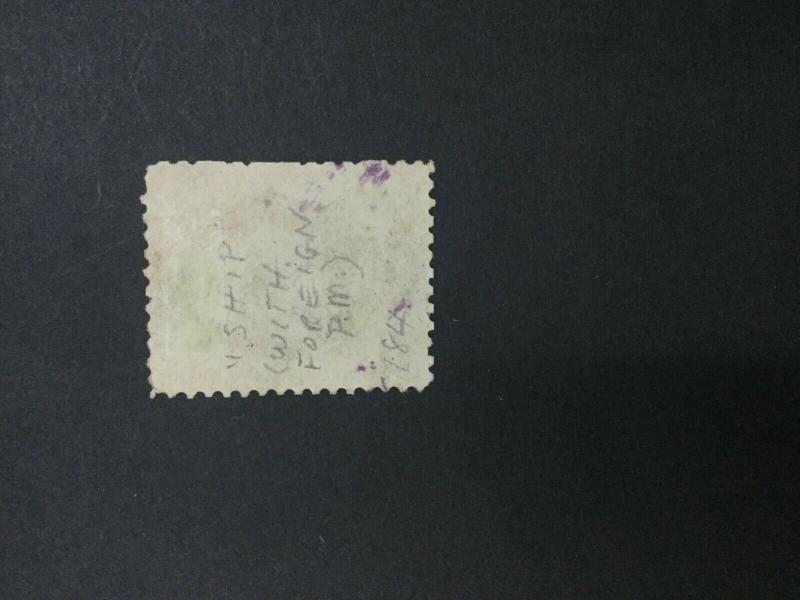 "SHIP"
(WITH
FOREIGN
P.M.)
184